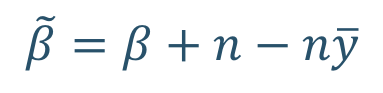 β̃ = β + n − nȳ